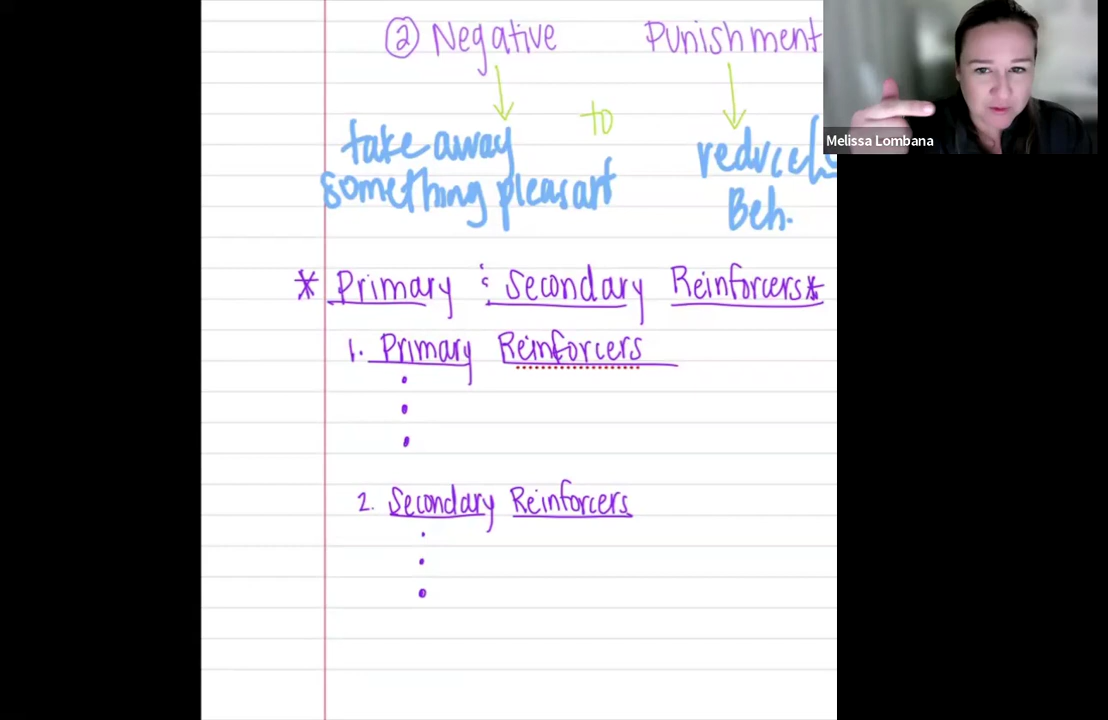 ② Negative Punishment
to
take away reduce
something pleasant Beh.
* Primary & Secondary Reinforcers *
1. Primary Reinforcers
2. Secondary Reinforcers
Melissa Lombana